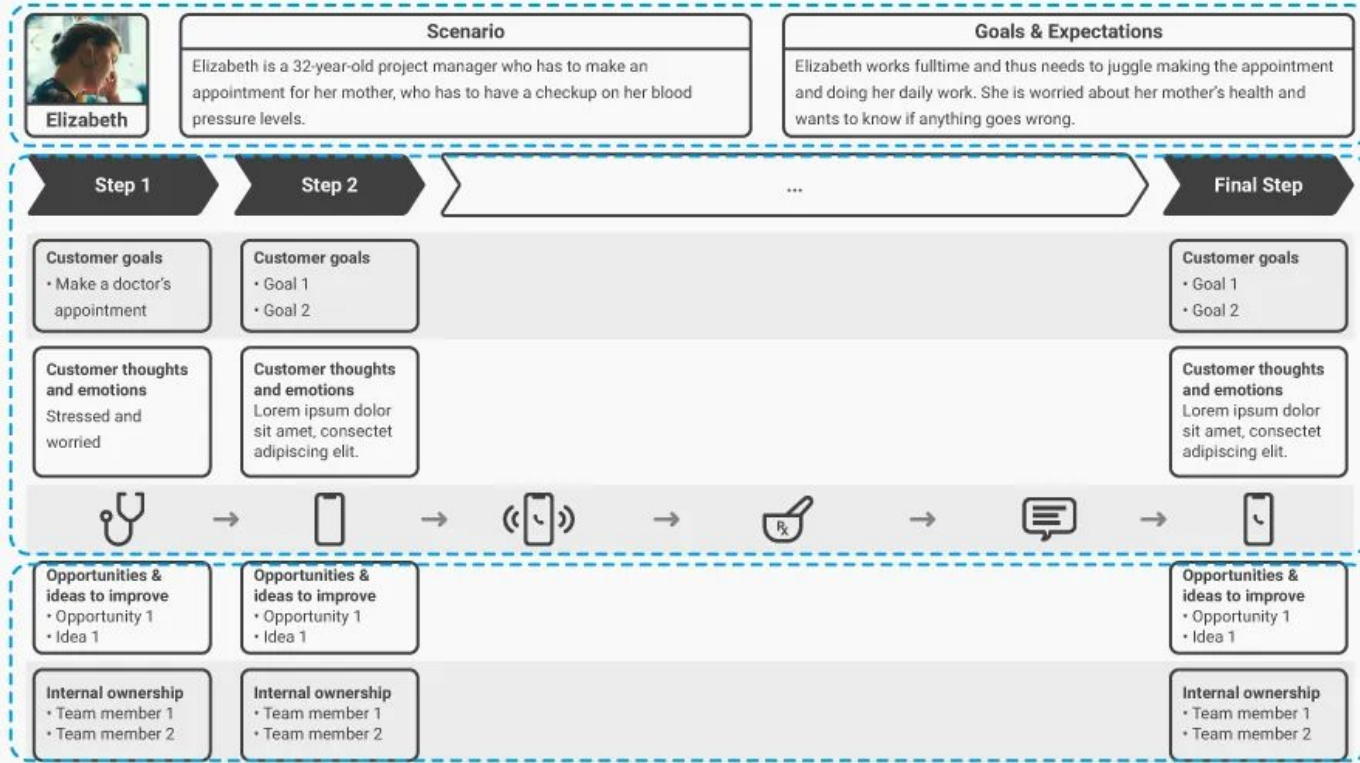 Elizabeth
Scenario
Elizabeth is a 32-year-old project manager who has to make an
appointment for her mother, who has to have a checkup on her blood
pressure levels.
Goals & Expectations
Elizabeth works fulltime and thus needs to juggle making the appointment
and doing her daily work. She is worried about her mother's health and
wants to know if anything goes wrong.
Step 1
Step 2
...
Final Step
Customer goals
• Make a doctor's
appointment
Customer goals
• Goal 1
• Goal 2
Customer goals
• Goal 1
• Goal 2
Customer thoughts
and emotions
Stressed and
worried
Customer thoughts
and emotions
Lorem ipsum dolor
sit amet, consectet
adipiscing elit.
Customer thoughts
and emotions
Lorem ipsum dolor
sit amet, consectet
adipiscing elit.
Rx
Opportunities &
ideas to improve
• Opportunity 1
• Idea 1
Opportunities &
ideas to improve
• Opportunity 1
• Idea 1
Opportunities &
ideas to improve
• Opportunity 1
• Idea 1
Internal ownership
• Team member 1
• Team member 2
Internal ownership
• Team member 1
• Team member 2
Internal ownership
• Team member 1
• Team member 2